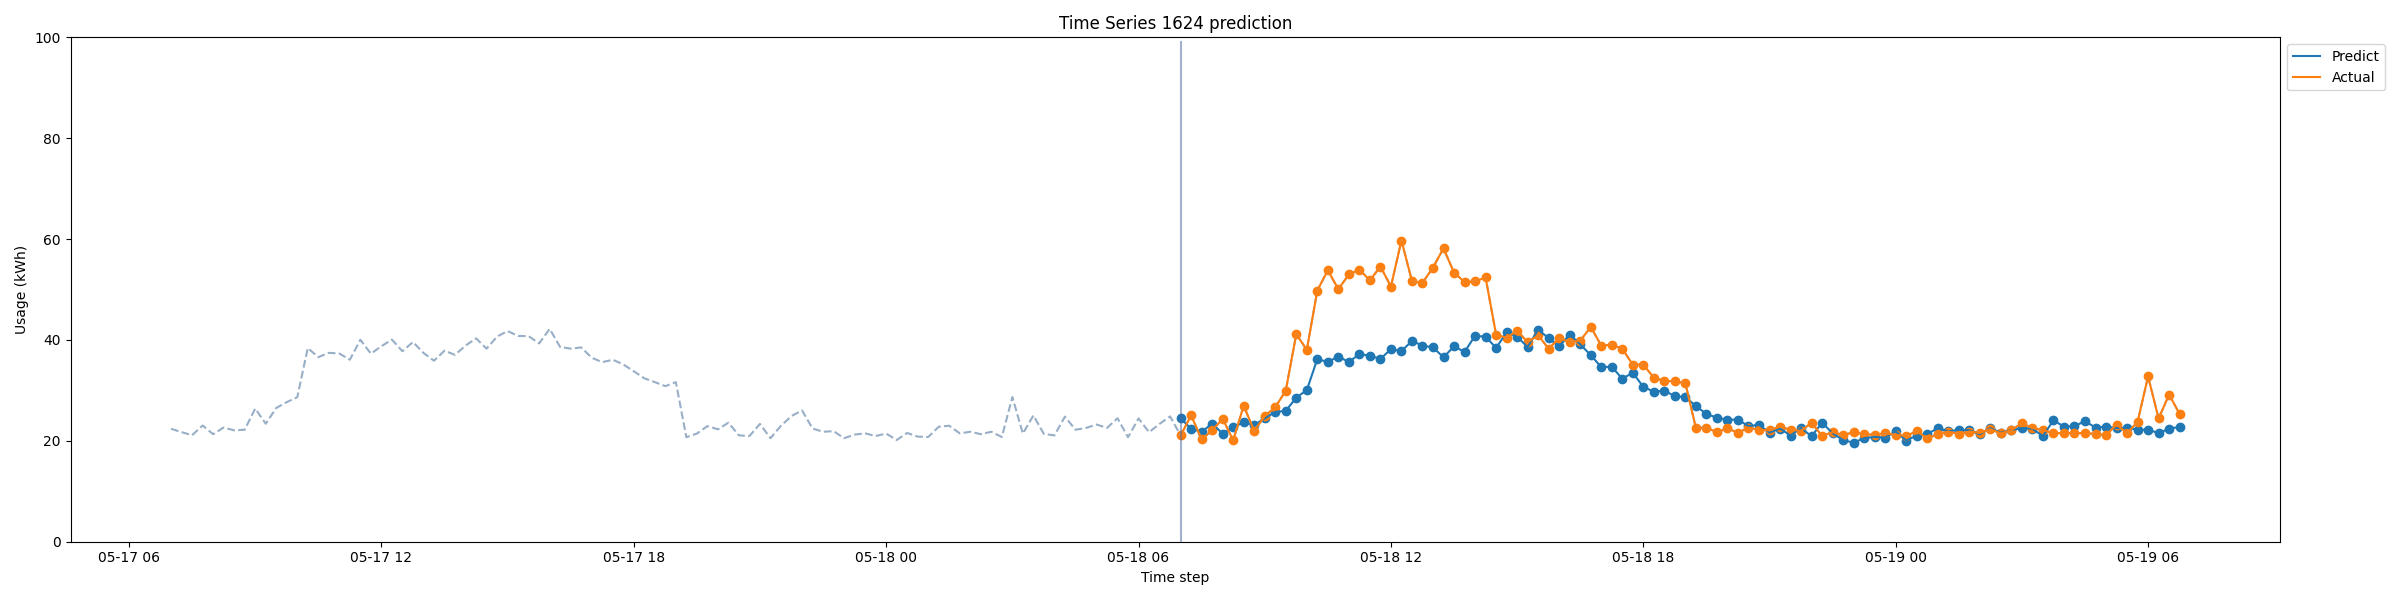 Time Series 1624 prediction
100
80
60
40
20
0
Usage (kWh)
05-17 06 05-17 12 05-17 18 05-18 00 05-18 06 05-18 12 05-18 18 05-19 00 05-19 06
Time step
Predict
Actual